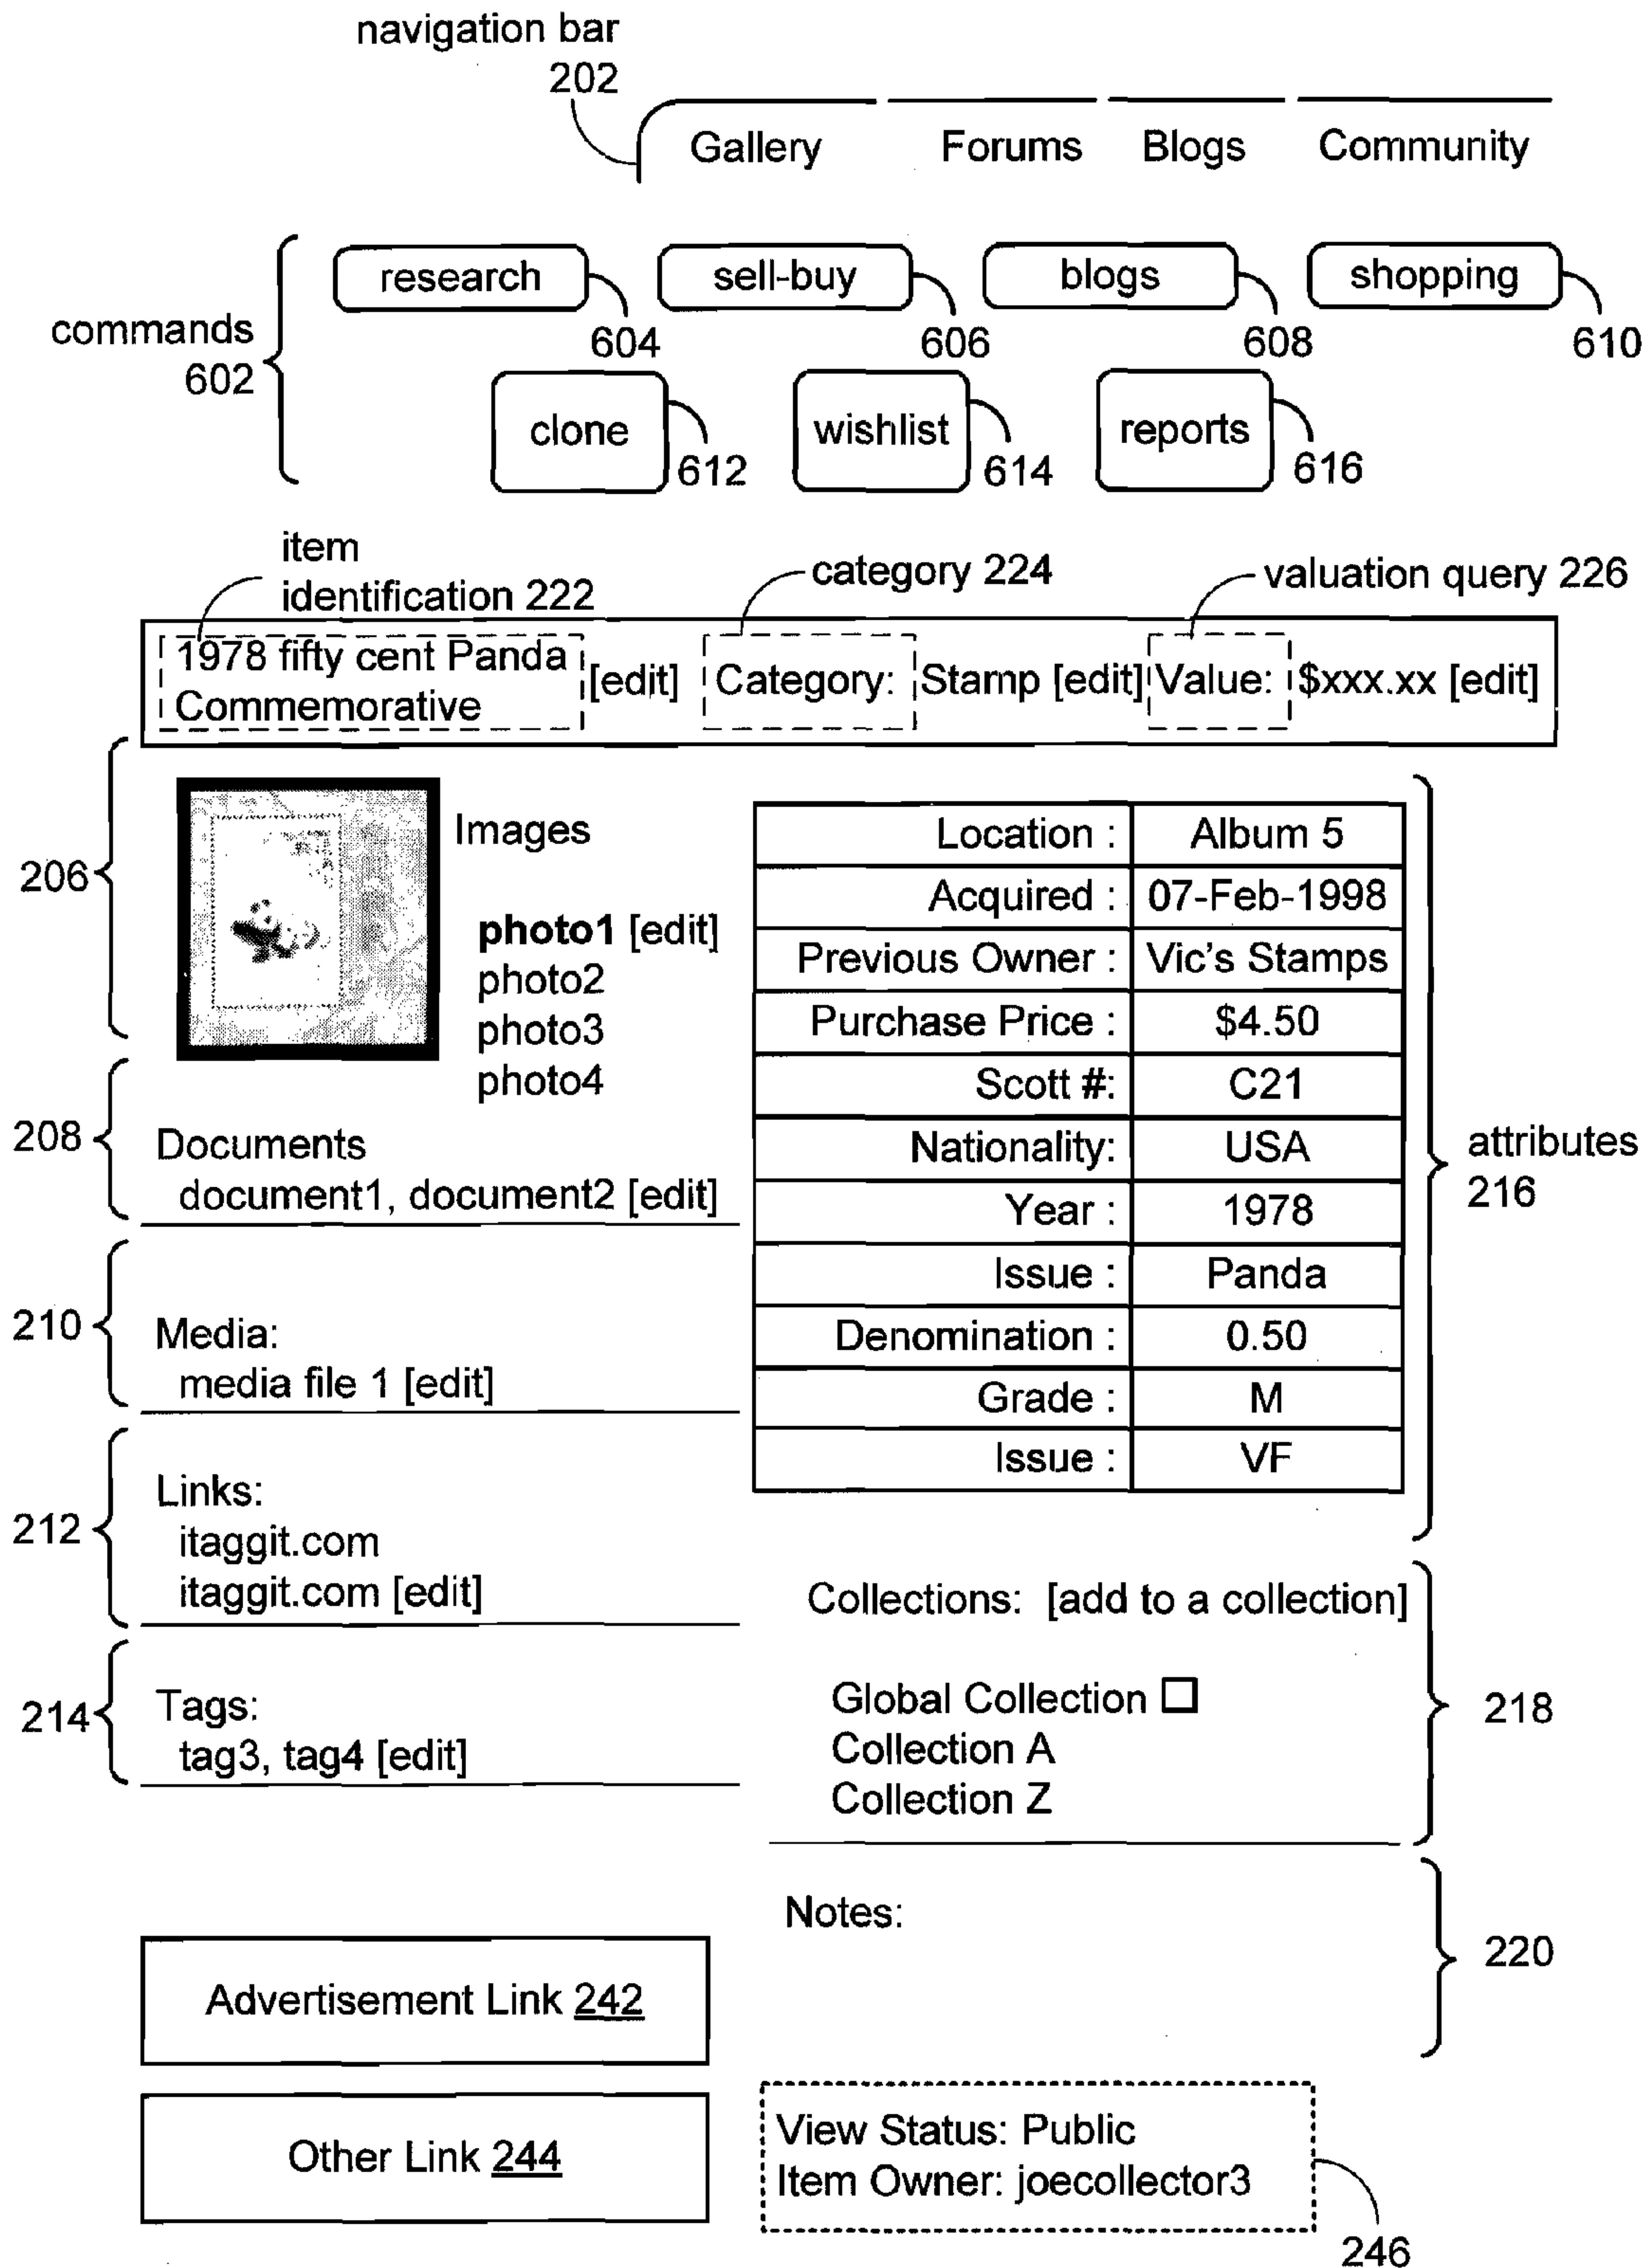 navigation bar
202
Gallery Forums Blogs Community
commands
602
research sell-buy blogs shopping
604 606 608 610
clone wishlist reports
612 614 616
item
identification 222
category 224
valuation query 226
1978 fifty cent Panda
Commemorative
[edit] Category: Stamp [edit] Value: $xxx.xx [edit]
206
Images
photo1 [edit]
photo2
photo3
photo4
208
Documents
document1, document2 [edit]
210
Media:
media file 1 [edit]
212
Links:
itaggit.com
itaggit.com [edit]
214
Tags:
tag3, tag4 [edit]
Location : Album 5
Acquired : 07-Feb-1998
Previous Owner : Vic's Stamps
Purchase Price : $4.50
Scott #: C21
Nationality: USA
Year : 1978
Issue : Panda
Denomination : 0.50
Grade : M
Issue : VF
attributes
216
Collections: [add to a collection]
Global Collection
Collection A
Collection Z
218
Notes:
220
Advertisement Link 242
Other Link 244
View Status: Public
Item Owner: joecollector3
246